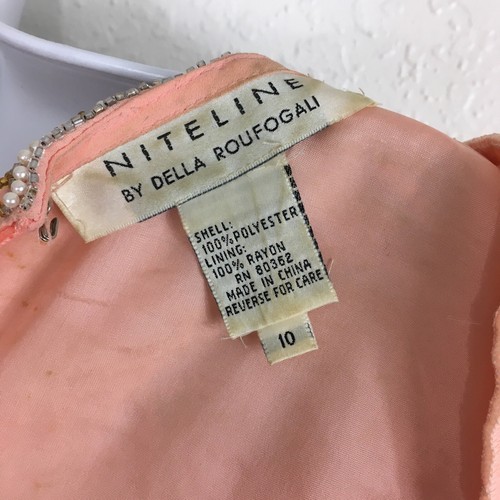 NITELINE
BY DELLA ROUFOGALI
SHELL:
100% POLYESTER
LINING:
100% RAYON
RN 80362
MADE IN CHINA
REVERSE FOR CARE
10